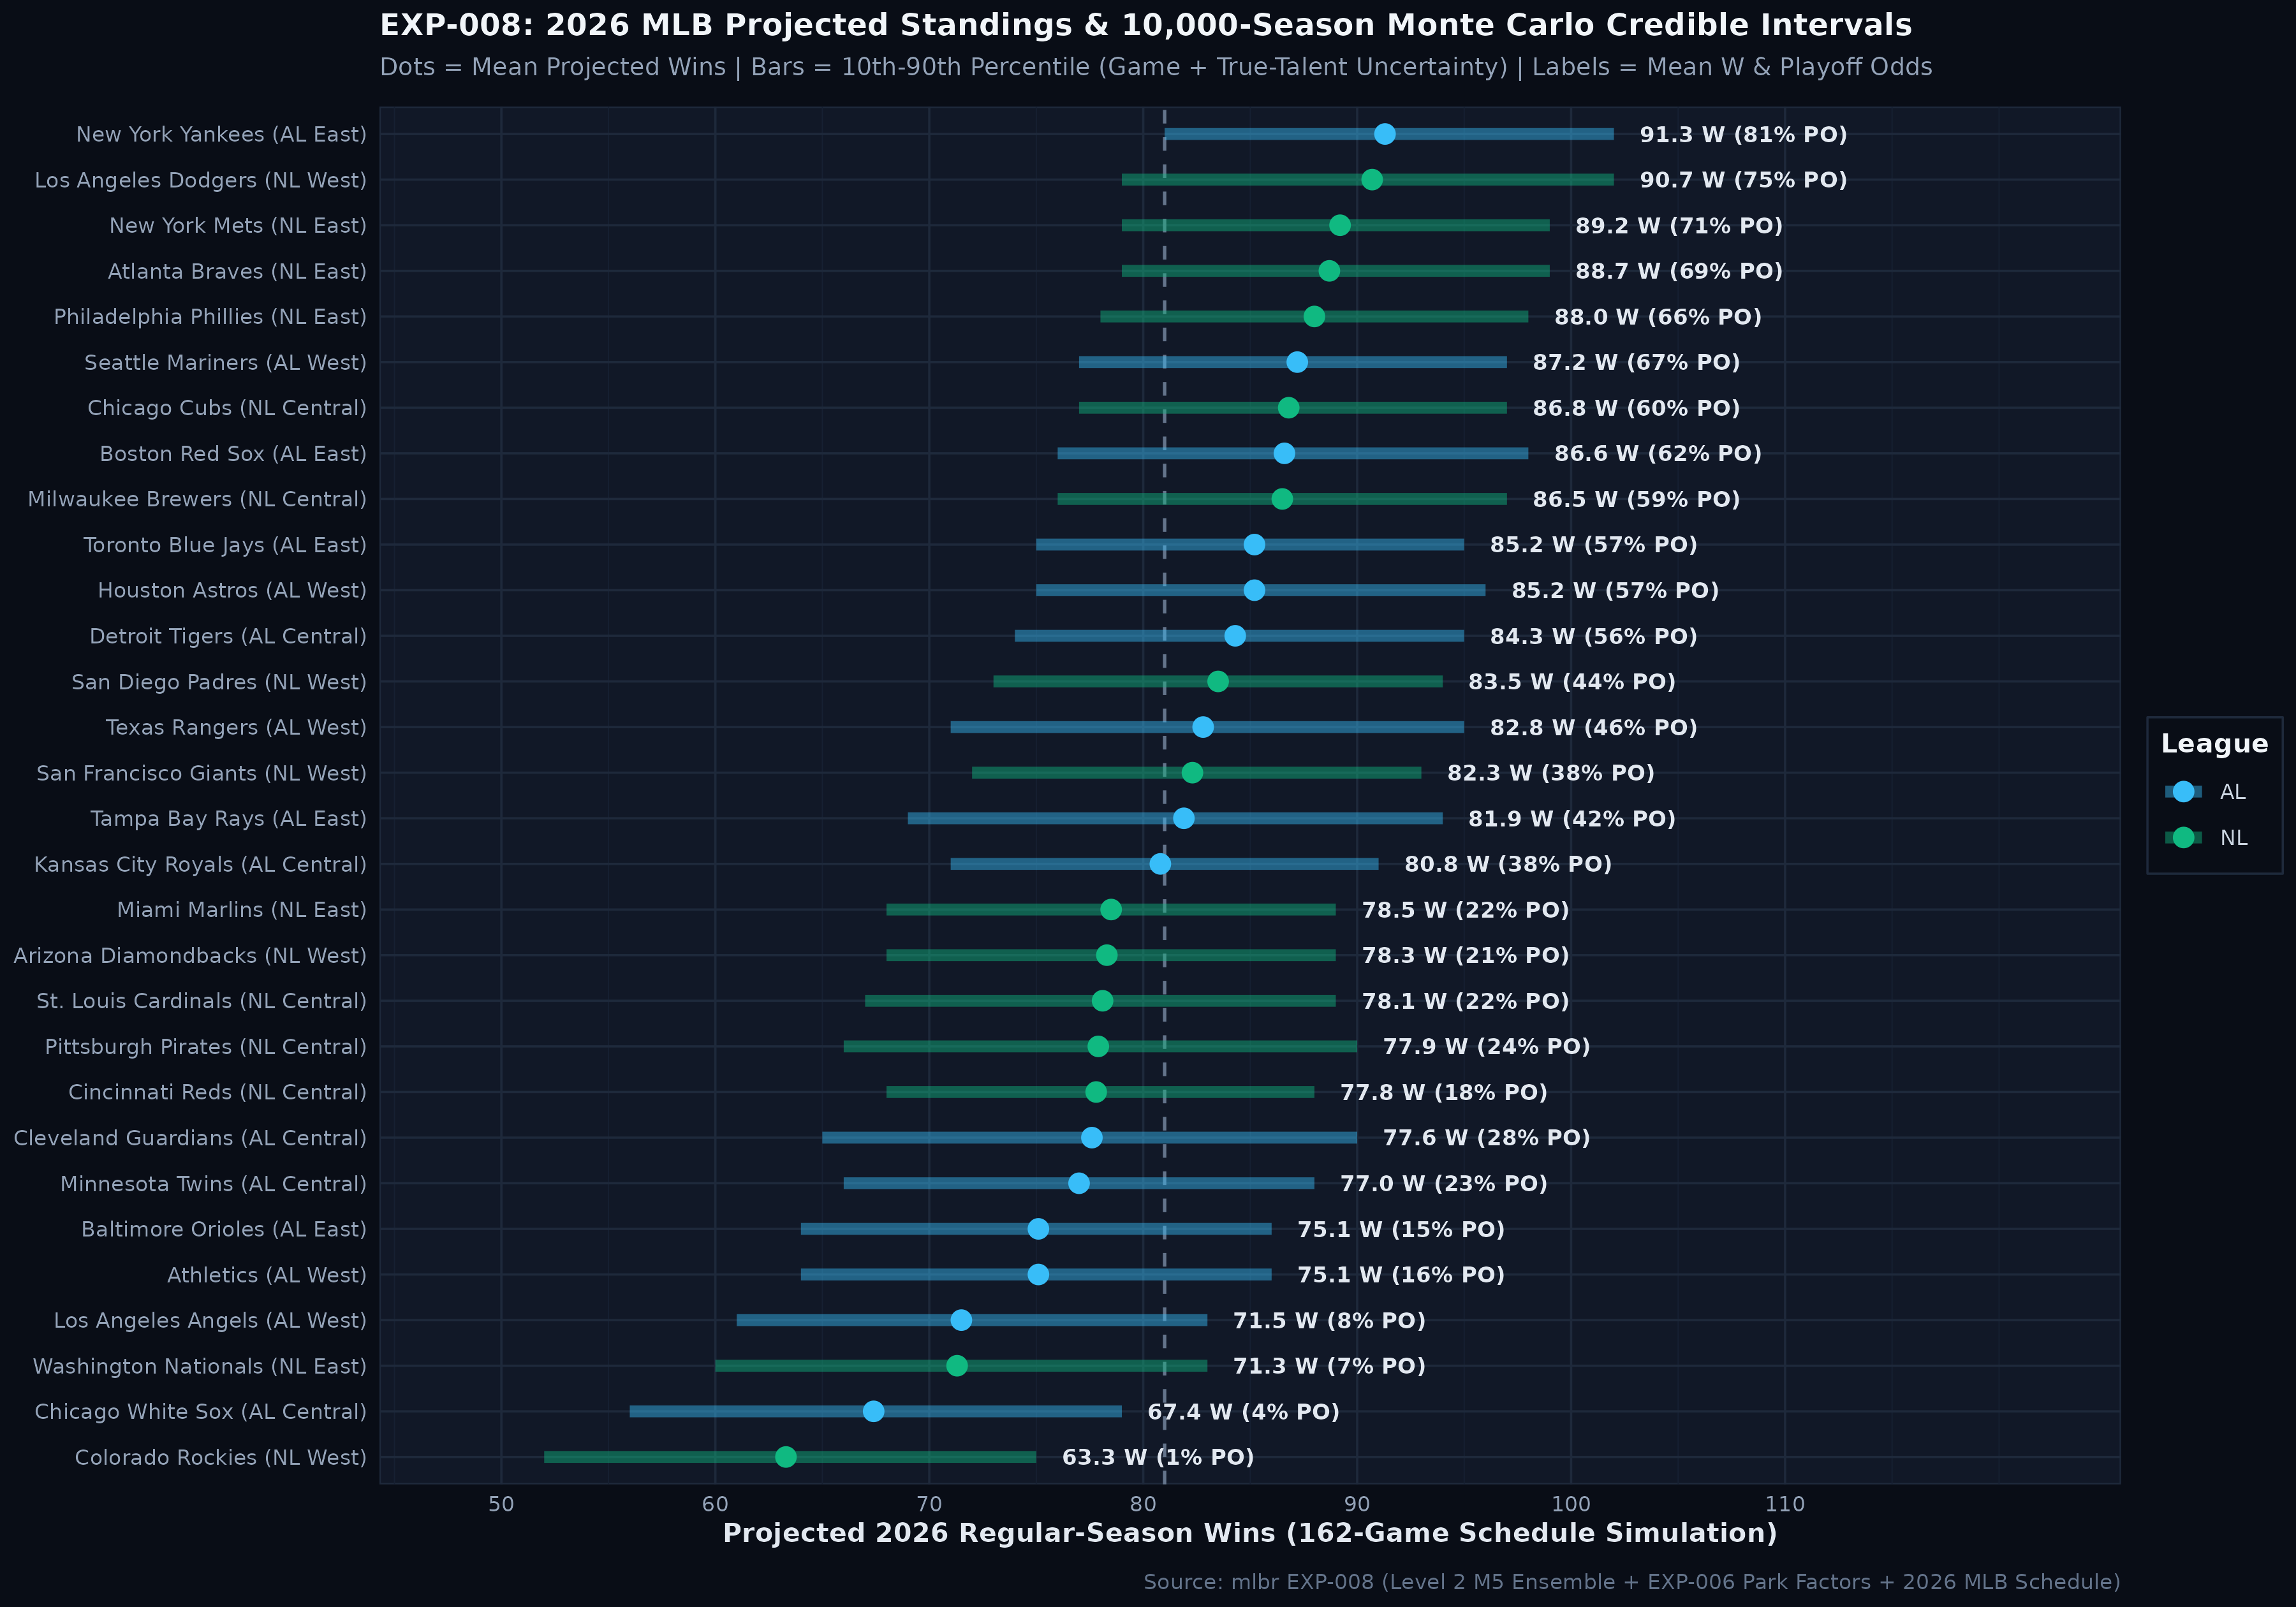 EXP-008: 2026 MLB Projected Standings & 10,000-Season Monte Carlo Credible Intervals
Dots = Mean Projected Wins | Bars = 10th-90th Percentile (Game + True-Talent Uncertainty) | Labels = Mean W & Playoff Odds
New York Yankees (AL East) 91.3 W (81% PO)
Los Angeles Dodgers (NL West) 90.7 W (75% PO)
New York Mets (NL East) 89.2 W (71% PO)
Atlanta Braves (NL East) 88.7 W (69% PO)
Philadelphia Phillies (NL East) 88.0 W (66% PO)
Seattle Mariners (AL West) 87.2 W (67% PO)
Chicago Cubs (NL Central) 86.8 W (60% PO)
Boston Red Sox (AL East) 86.6 W (62% PO)
Milwaukee Brewers (NL Central) 86.5 W (59% PO)
Toronto Blue Jays (AL East) 85.2 W (57% PO)
Houston Astros (AL West) 85.2 W (57% PO)
Detroit Tigers (AL Central) 84.3 W (56% PO)
San Diego Padres (NL West) 83.5 W (44% PO)
Texas Rangers (AL West) 82.8 W (46% PO)
San Francisco Giants (NL West) 82.3 W (38% PO)
Tampa Bay Rays (AL East) 81.9 W (42% PO)
Kansas City Royals (AL Central) 80.8 W (38% PO)
Miami Marlins (NL East) 78.5 W (22% PO)
Arizona Diamondbacks (NL West) 78.3 W (21% PO)
St. Louis Cardinals (NL Central) 78.1 W (22% PO)
Pittsburgh Pirates (NL Central) 77.9 W (24% PO)
Cincinnati Reds (NL Central) 77.8 W (18% PO)
Cleveland Guardians (AL Central) 77.6 W (28% PO)
Minnesota Twins (AL Central) 77.0 W (23% PO)
Baltimore Orioles (AL East) 75.1 W (15% PO)
Athletics (AL West) 75.1 W (16% PO)
Los Angeles Angels (AL West) 71.5 W (8% PO)
Washington Nationals (NL East) 71.3 W (7% PO)
Chicago White Sox (AL Central) 67.4 W (4% PO)
Colorado Rockies (NL West) 63.3 W (1% PO)
League
AL
NL
50 60 70 80 90 100 110
Projected 2026 Regular-Season Wins (162-Game Schedule Simulation)
Source: mlbr EXP-008 (Level 2 M5 Ensemble + EXP-006 Park Factors + 2026 MLB Schedule)